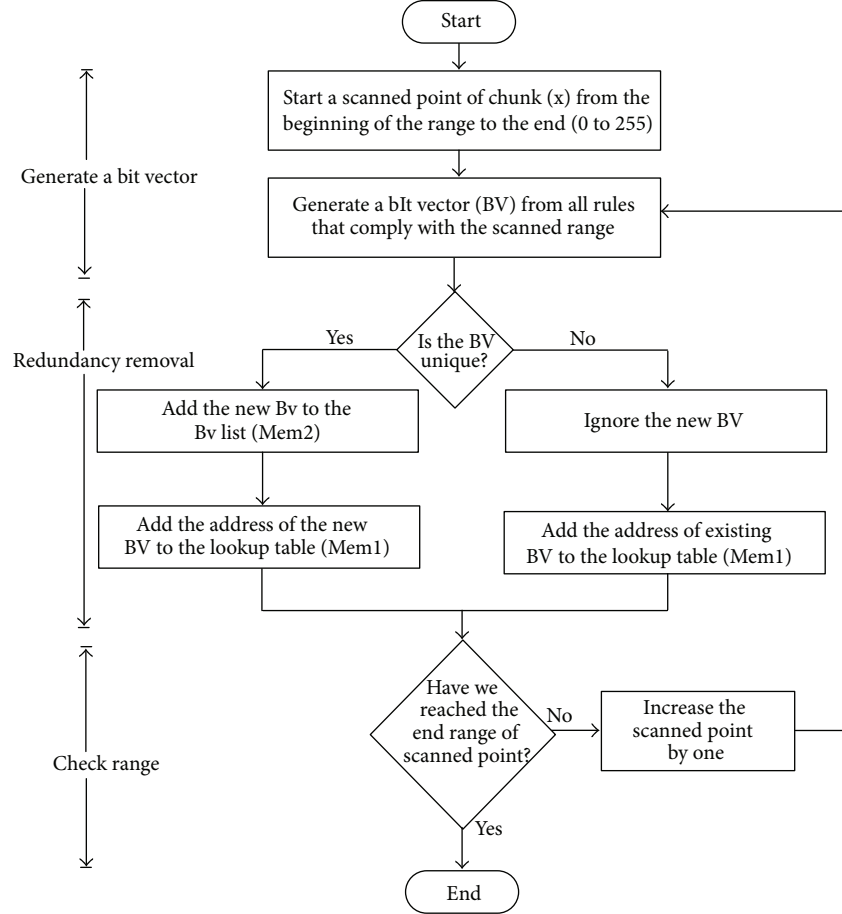 Start
Start a scanned point of chunk (x) from the
beginning of the range to the end (0 to 255)
Generate a bit vector
Generate a bIt vector (BV) from all rules
that comply with the scanned range
Is the BV
unique?
Yes
No
Redundancy removal
Add the new Bv to the
Bv list (Mem2)
Ignore the new BV
Add the address of the new
BV to the lookup table (Mem1)
Add the address of existing
BV to the lookup table (Mem1)
Have we
reached the
end range of
scanned point?
No
Increase the
scanned point
by one
Check range
Yes
End